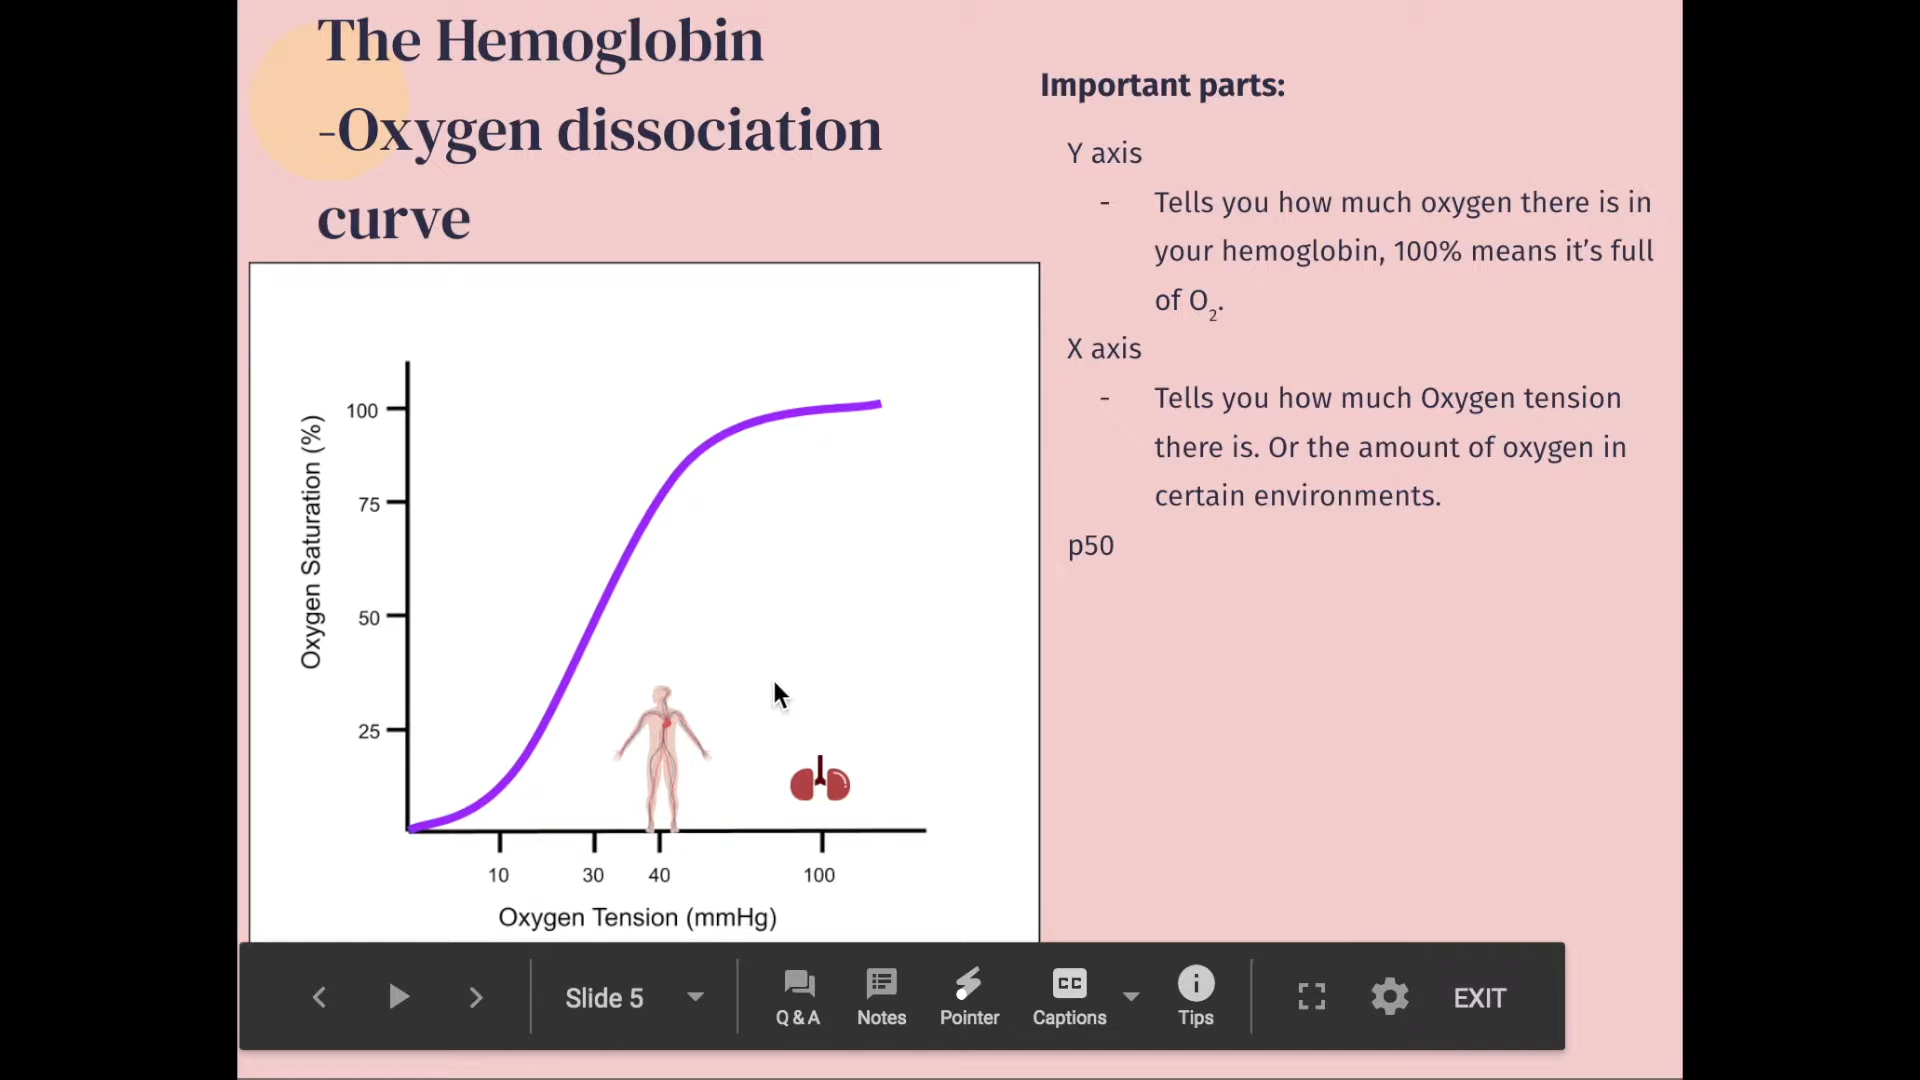 The Hemoglobin
-Oxygen dissociation
curve
Important parts:
Y axis
- Tells you how much oxygen there is in
your hemoglobin, 100% means it’s full
of O₂.
X axis
- Tells you how much Oxygen tension
there is. Or the amount of oxygen in
certain environments.
p50
Oxygen Saturation (%)
100
75
50
25
10 30 40 100
Oxygen Tension (mmHg)
Slide 5 Q & A Notes Pointer CC Captions Tips EXIT